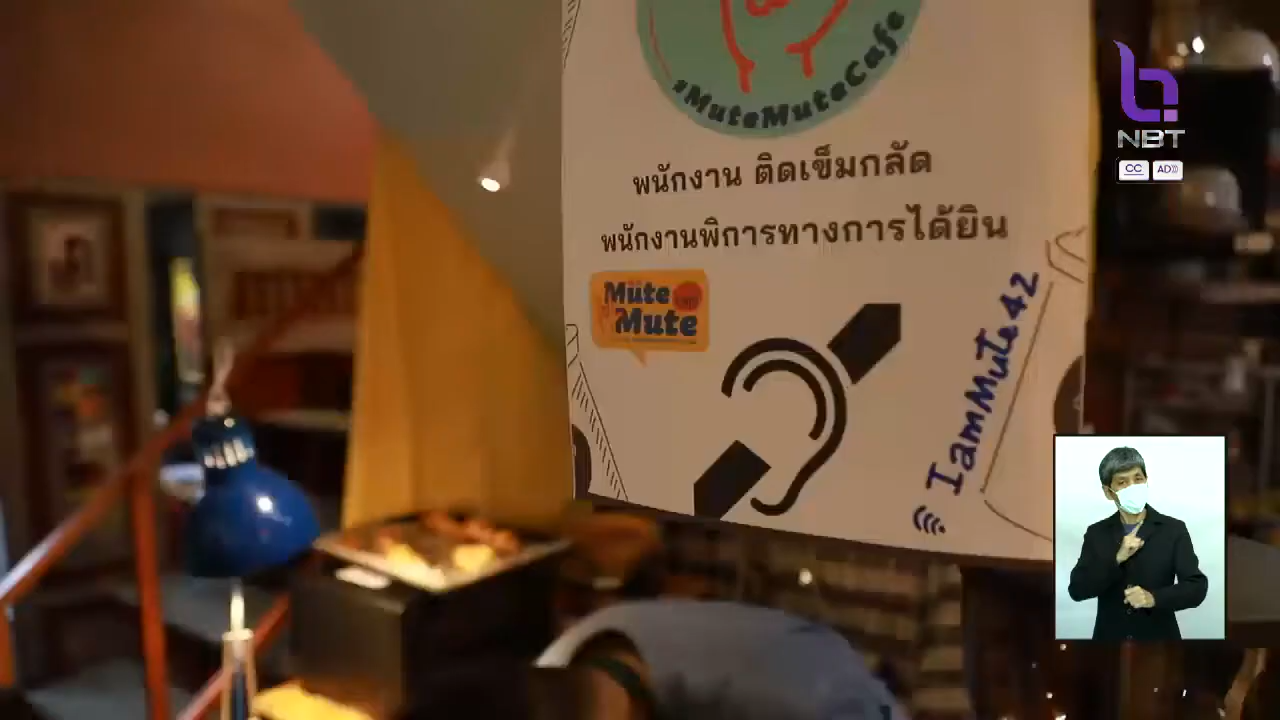 #MuteMuteCafe
พนักงาน ติดเข็มกลัด
พนักงานพิการทางการได้ยิน
Mute
Mute
IamMute42
NBT
CC AD